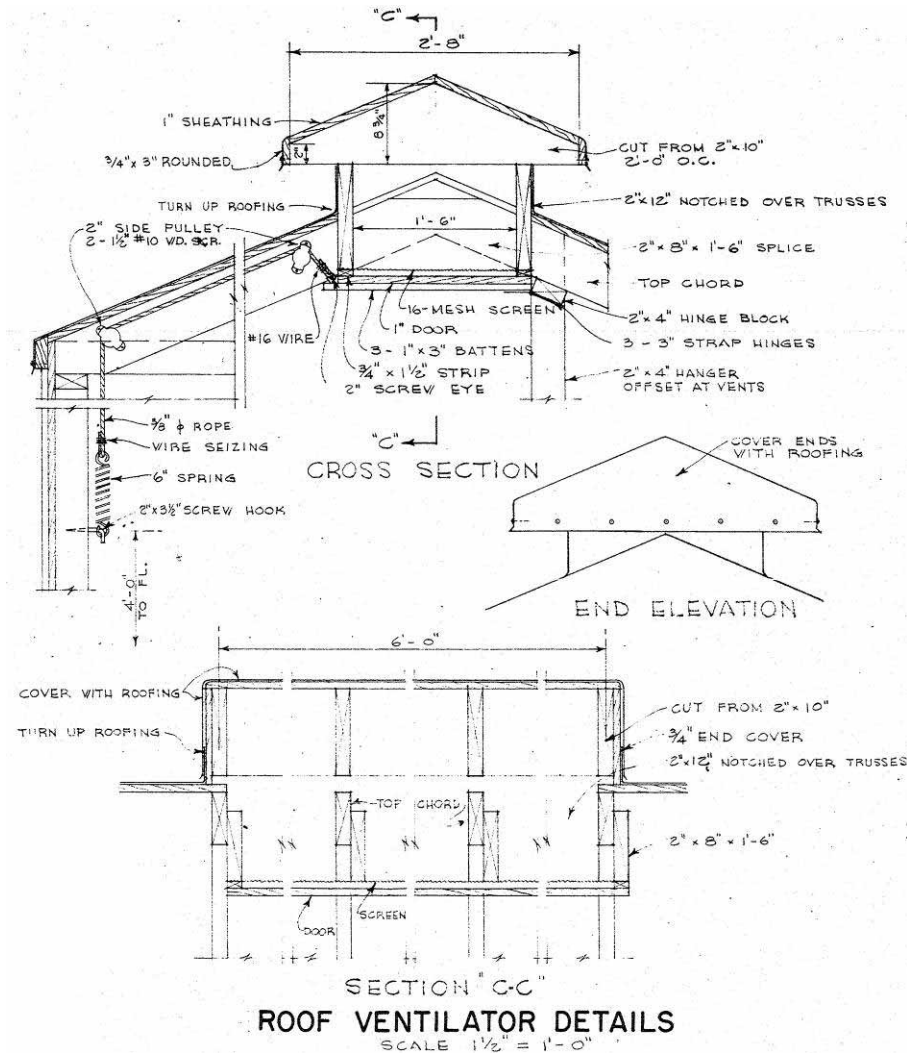 "C"
2'-8"
1" SHEATHING
8 3/4"
2"
3/4" x 3" ROUNDED
CUT FROM 2" x 10"
2'-0" O.C.
TURN UP ROOFING
2" x 12" NOTCHED OVER TRUSSES
2" SIDE PULLEY
2 - 1 1/2" #10 WD. SCR.
1'-6"
2" x 8" x 1'-6" SPLICE
TOP CHORD
16-MESH SCREEN
2" x 4" HINGE BLOCK
#16 WIRE
1" DOOR
3 - 1" x 3" BATTENS
3 - 3" STRAP HINGES
3/4" x 1 1/2" STRIP
2" SCREW EYE
2" x 4" HANGER
OFFSET AT VENTS
3/8" ϕ ROPE
WIRE SEIZING
"C"
CROSS SECTION
COVER ENDS
WITH ROOFING
6" SPRING
2" x 3 1/2" SCREW HOOK
4'-0"
TO FL.
END ELEVATION
6'-0"
COVER WITH ROOFING
CUT FROM 2" x 10"
TURN UP ROOFING
3/4" END COVER
2" x 12" NOTCHED OVER TRUSSES
TOP CHORD
2" x 8" x 1'-6"
SCREEN
DOOR
SECTION "C-C"
ROOF VENTILATOR DETAILS
SCALE 1 1/2" = 1'-0"